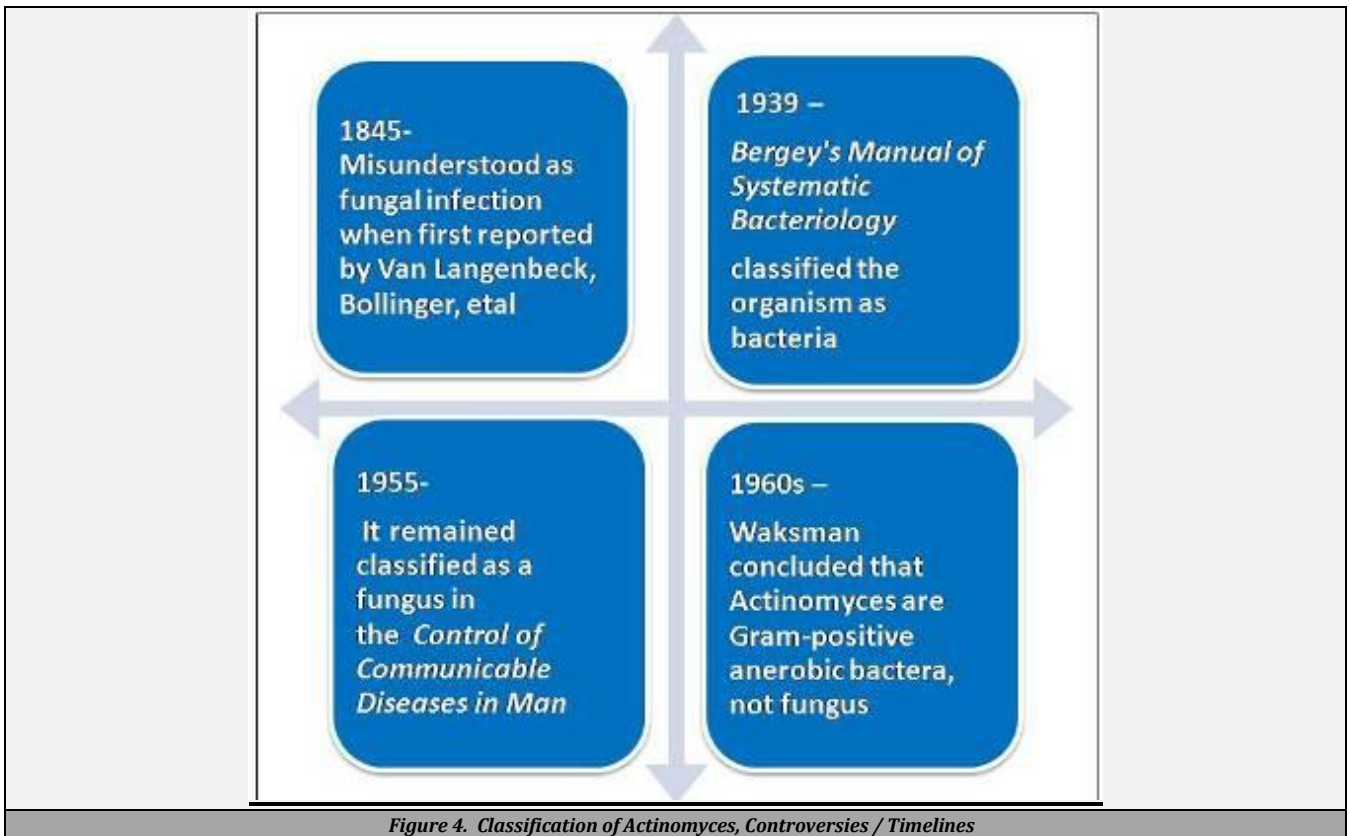 1845-
Misunderstood as
fungal infection
when first reported
by Van Langenbeck,
Bollinger, etal
1939 –
Bergey's Manual of
Systematic
Bacteriology
classified the
organism as
bacteria
1955-
It remained
classified as a
fungus in
the Control of
Communicable
Diseases in Man
1960s –
Waksman
concluded that
Actinomyces are
Gram-positive
anerobic bactera,
not fungus
Figure 4. Classification of Actinomyces, Controversies / Timelines